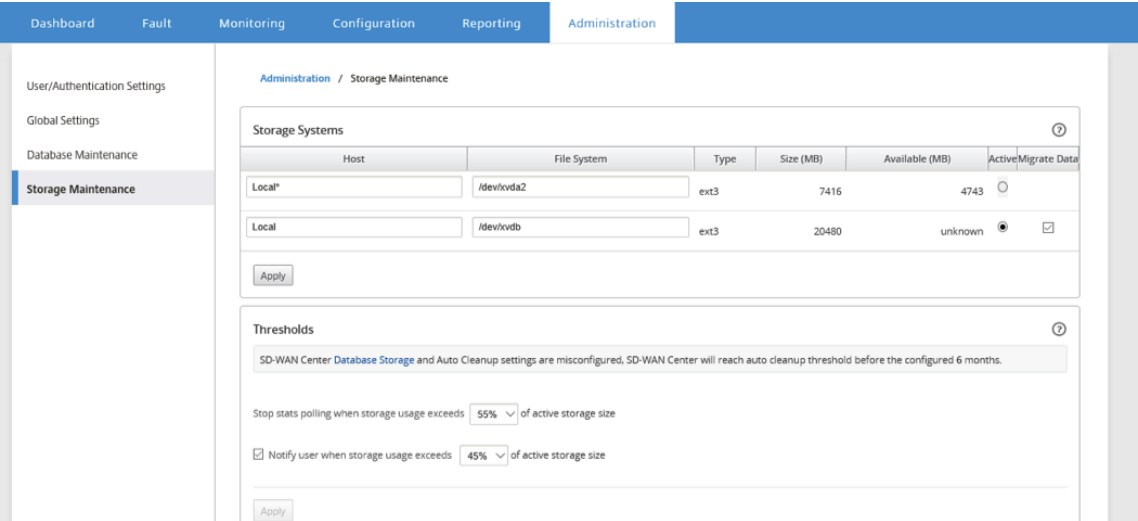 Dashboard Fault Monitoring Configuration Reporting Administration
User/Authentication Settings
Global Settings
Database Maintenance
Storage Maintenance
Administration / Storage Maintenance
Storage Systems
Host File System Type Size (MB) Available (MB) Active Migrate Data
Local* /dev/xvda2 ext3 7416 4743
Local /dev/xvdb ext3 20480 unknown
Apply
Thresholds
SD-WAN Center Database Storage and Auto Cleanup settings are misconfigured, SD-WAN Center will reach auto cleanup threshold before the configured 6 months.
Stop stats polling when storage usage exceeds 55% of active storage size
Notify user when storage usage exceeds 45% of active storage size
Apply